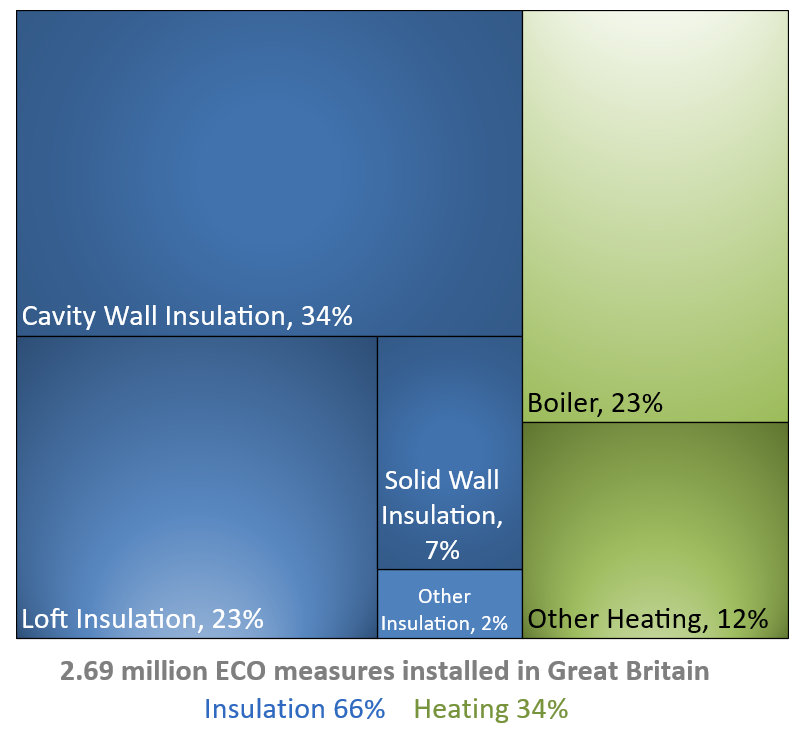 Cavity Wall Insulation, 34%
Boiler, 23%
Solid Wall
Insulation,
7%
Loft Insulation, 23%
Other
Insulation, 2%
Other Heating, 12%
2.69 million ECO measures installed in Great Britain
Insulation 66% Heating 34%